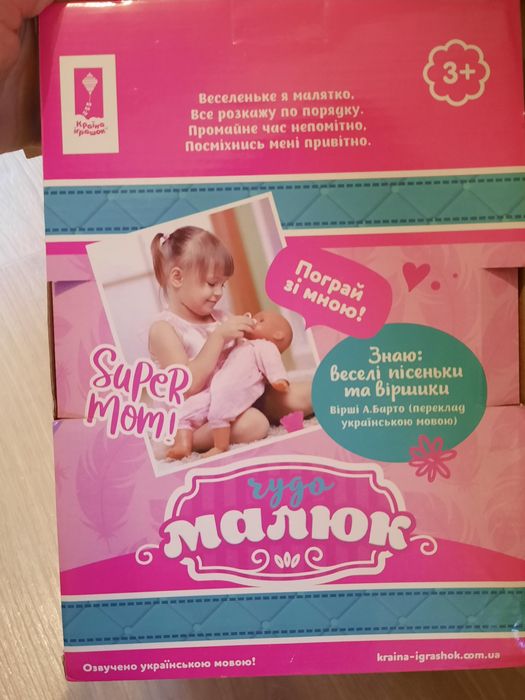 3+
Країна
іграшок
Веселеньке я малятко,
Все розкажу по порядку.
Промайне час непомітно,
Посміхнись мені привітно.
Пограй
зі мною!
Знаю:
веселі пісеньки
та віршики
Вірші А.Барто (переклад
українською мовою)
SUPER
MOM!
чудо
малюк
Озвучено українською мовою!
kraina-igrashok.com.ua